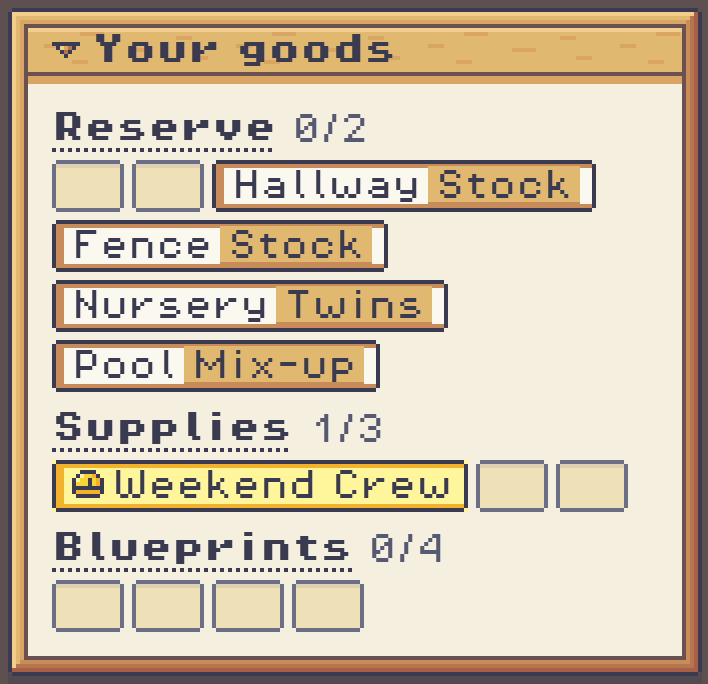 Your goods
Reserve 0/2
Hallway Stock
Fence Stock
Nursery Twins
Pool Mix-up
Supplies 1/3
Weekend Crew
Blueprints 0/4